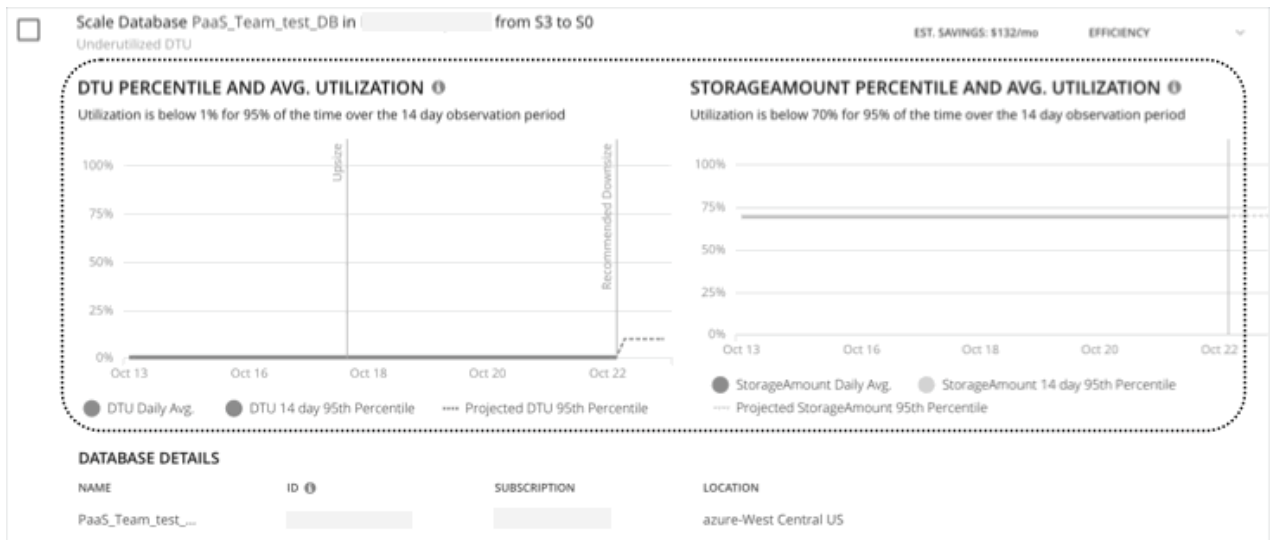 Scale Database PaaS_Team_test_DB in from S3 to S0
Underutilized DTU
EST. SAVINGS: $132/mo
EFFICIENCY
DTU PERCENTILE AND AVG. UTILIZATION
Utilization is below 1% for 95% of the time over the 14 day observation period
100%
75%
50%
25%
0%
Upsize
Recommended Downsize
Oct 13 Oct 16 Oct 18 Oct 20 Oct 22
DTU Daily Avg. DTU 14 day 95th Percentile Projected DTU 95th Percentile
STORAGEAMOUNT PERCENTILE AND AVG. UTILIZATION
Utilization is below 70% for 95% of the time over the 14 day observation period
100%
75%
50%
25%
0%
Oct 13 Oct 16 Oct 18 Oct 20 Oct 22
StorageAmount Daily Avg. StorageAmount 14 day 95th Percentile
Projected StorageAmount 95th Percentile
DATABASE DETAILS
NAME ID SUBSCRIPTION LOCATION
PaaS_Team_test_... azure-West Central US